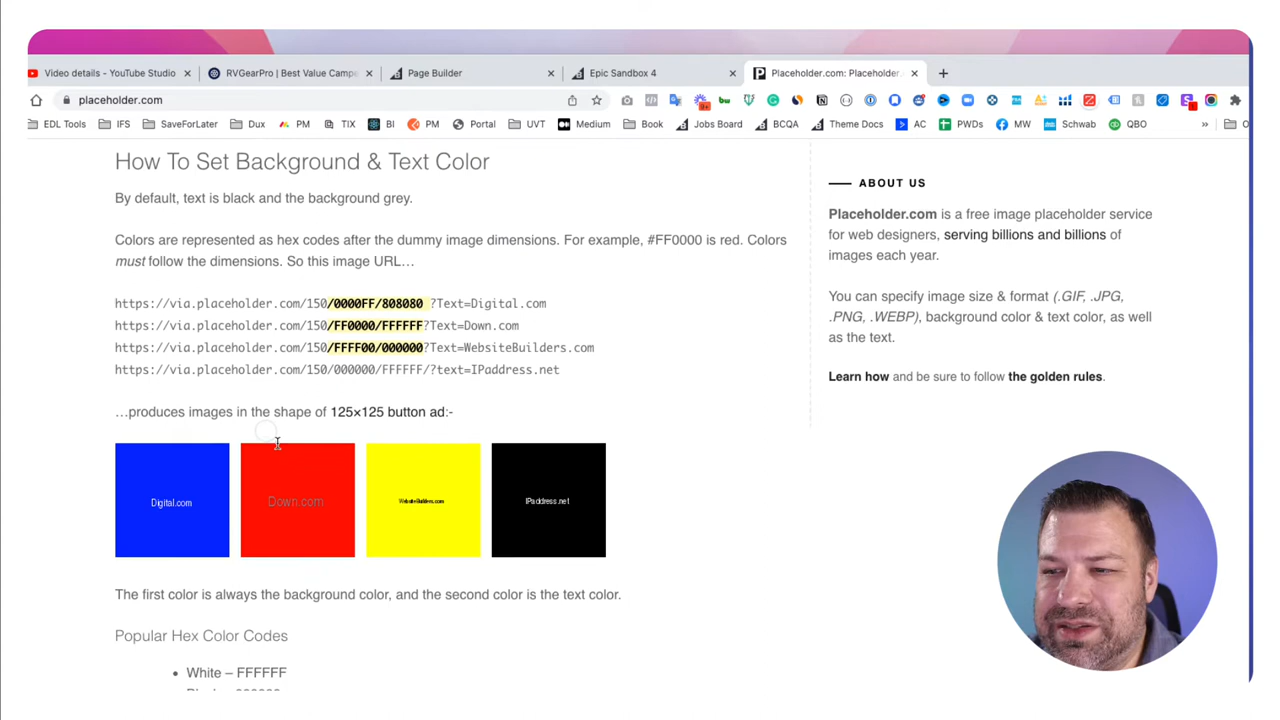 Video details - YouTube Studio
RVGearPro | Best Value Camp
Page Builder
Epic Sandbox 4
Placeholder.com: Placeholder
placeholder.com
EDL Tools
IFS
SaveForLater
Dux
PM
TIX
BI
PM
Portal
UVT
Medium
Book
Jobs Board
BCQA
Theme Docs
AC
PWDs
MW
Schwab
QBO
How To Set Background & Text Color
By default, text is black and the background grey.
Colors are represented as hex codes after the dummy image dimensions. For example, #FF0000 is red. Colors
must follow the dimensions. So this image URL…
https://via.placeholder.com/150/0000FF/808080 ?Text=Digital.com
https://via.placeholder.com/150/FF0000/FFFFFF?Text=Down.com
https://via.placeholder.com/150/FFFF00/000000?Text=WebsiteBuilders.com
https://via.placeholder.com/150/000000/FFFFFF/?text=IPaddress.net
…produces images in the shape of 125×125 button ad:-
Digital.com
Down.com
WebsiteBuilders.com
IPaddress.net
The first color is always the background color, and the second color is the text color.
Popular Hex Color Codes
• White – FFFFFF
ABOUT US
Placeholder.com is a free image placeholder service
for web designers, serving billions and billions of
images each year.
You can specify image size & format (.GIF, .JPG,
.PNG, .WEBP), background color & text color, as well
as the text.
Learn how and be sure to follow the golden rules.